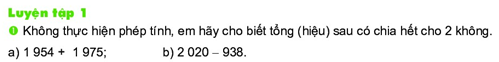 Luyện tập 1
1 Không thực hiện phép tính, em hãy cho biết tổng (hiệu) sau có chia hết cho 2 không.
a) 1 954 + 1 975; b) 2 020 – 938.